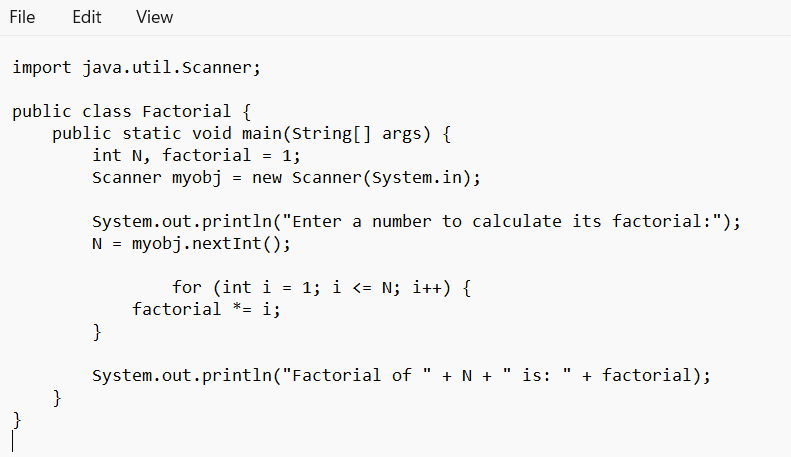 File Edit View
import java.util.Scanner;
public class Factorial {
    public static void main(String[] args) {
        int N, factorial = 1;
        Scanner myobj = new Scanner(System.in);
        System.out.println("Enter a number to calculate its factorial:");
        N = myobj.nextInt();
                for (int i = 1; i <= N; i++) {
            factorial *= i;
        }
        System.out.println("Factorial of " + N + " is: " + factorial);
    }
}